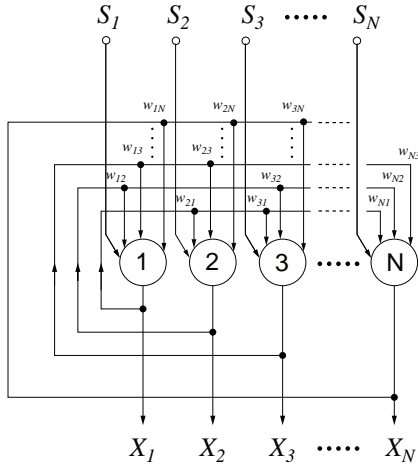 S1 S2 S3 ..... SN
w1N w2N w3N
w13 w23 wN3
w12 w32 wN2
w21 w31 wN1
1 2 3 ..... N
X1 X2 X3 ..... XN